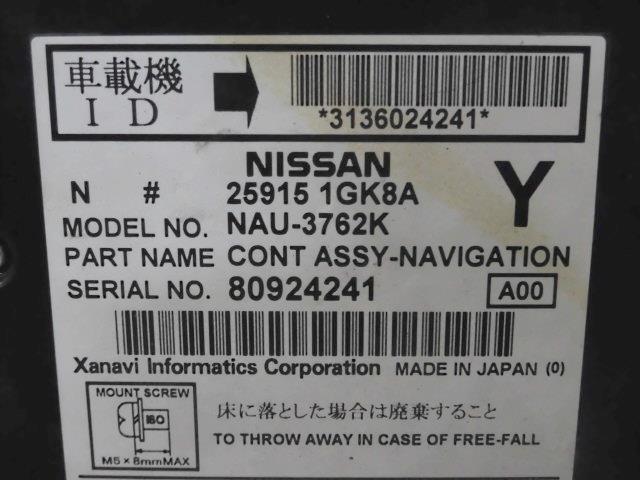 車載機
ID
*3136024241*
NISSAN
Y
N # 25915 1GK8A
MODEL NO. NAU-3762K
PART NAME CONT ASSY-NAVIGATION
SERIAL NO. 80924241 A00
Xanavi Informatics Corporation MADE IN JAPAN (0)
MOUNT SCREW
160
M5×8mmMAX
床に落とした場合は廃棄すること
TO THROW AWAY IN CASE OF FREE-FALL